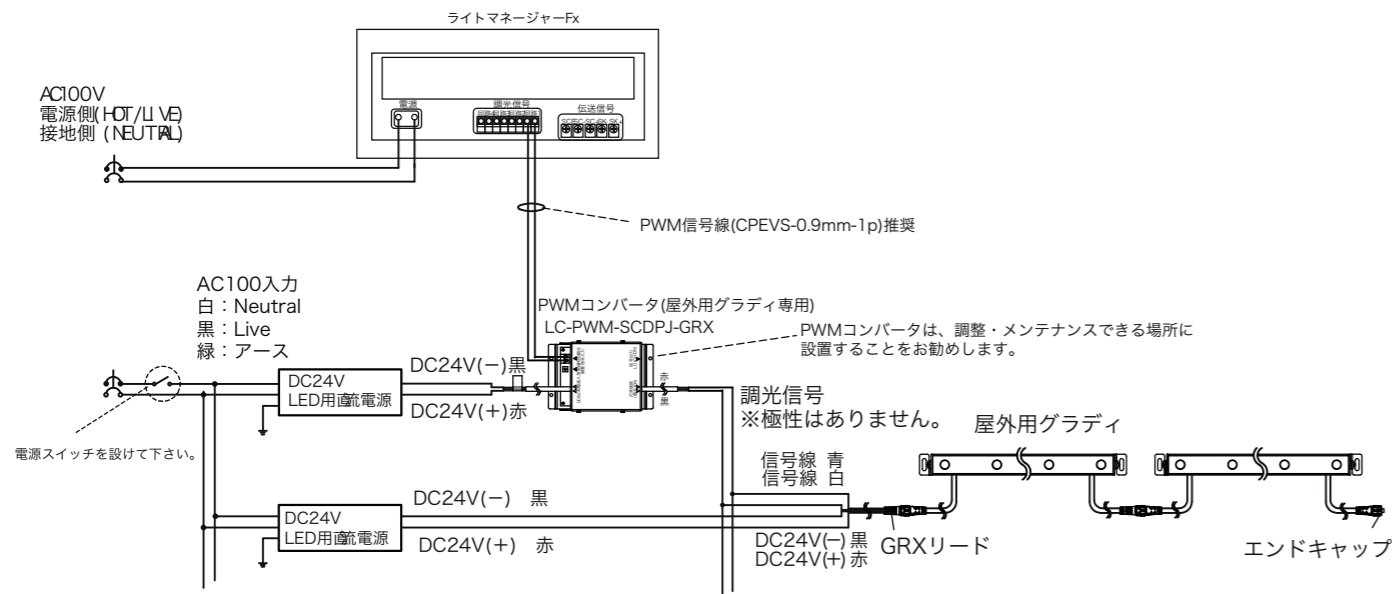 ライトマネージャーFx
AC100V
電源側(HOT/LIVE)
接地側 (NEUTRAL)
電源
調光信号
伝送信号
PWM信号線(CPEVS-0.9mm-1p)推奨
AC100入力
白：Neutral
黒：Live
緑：アース
PWMコンバータ(屋外用グラディ専用)
LC-PWM-SCDPJ-GRX
PWMコンバータは、調整・メンテナンスできる場所に
設置することをお勧めします。
DC24V(−)黒
DC24V
LED用直流電源
DC24V(+)赤
赤
黒
調光信号
※極性はありません。
屋外用グラディ
電源スイッチを設けて下さい。
信号線 青
信号線 白
DC24V(−) 黒
DC24V
LED用直流電源
DC24V(+) 赤
DC24V(−)黒
DC24V(+)赤
GRXリード
エンドキャップ